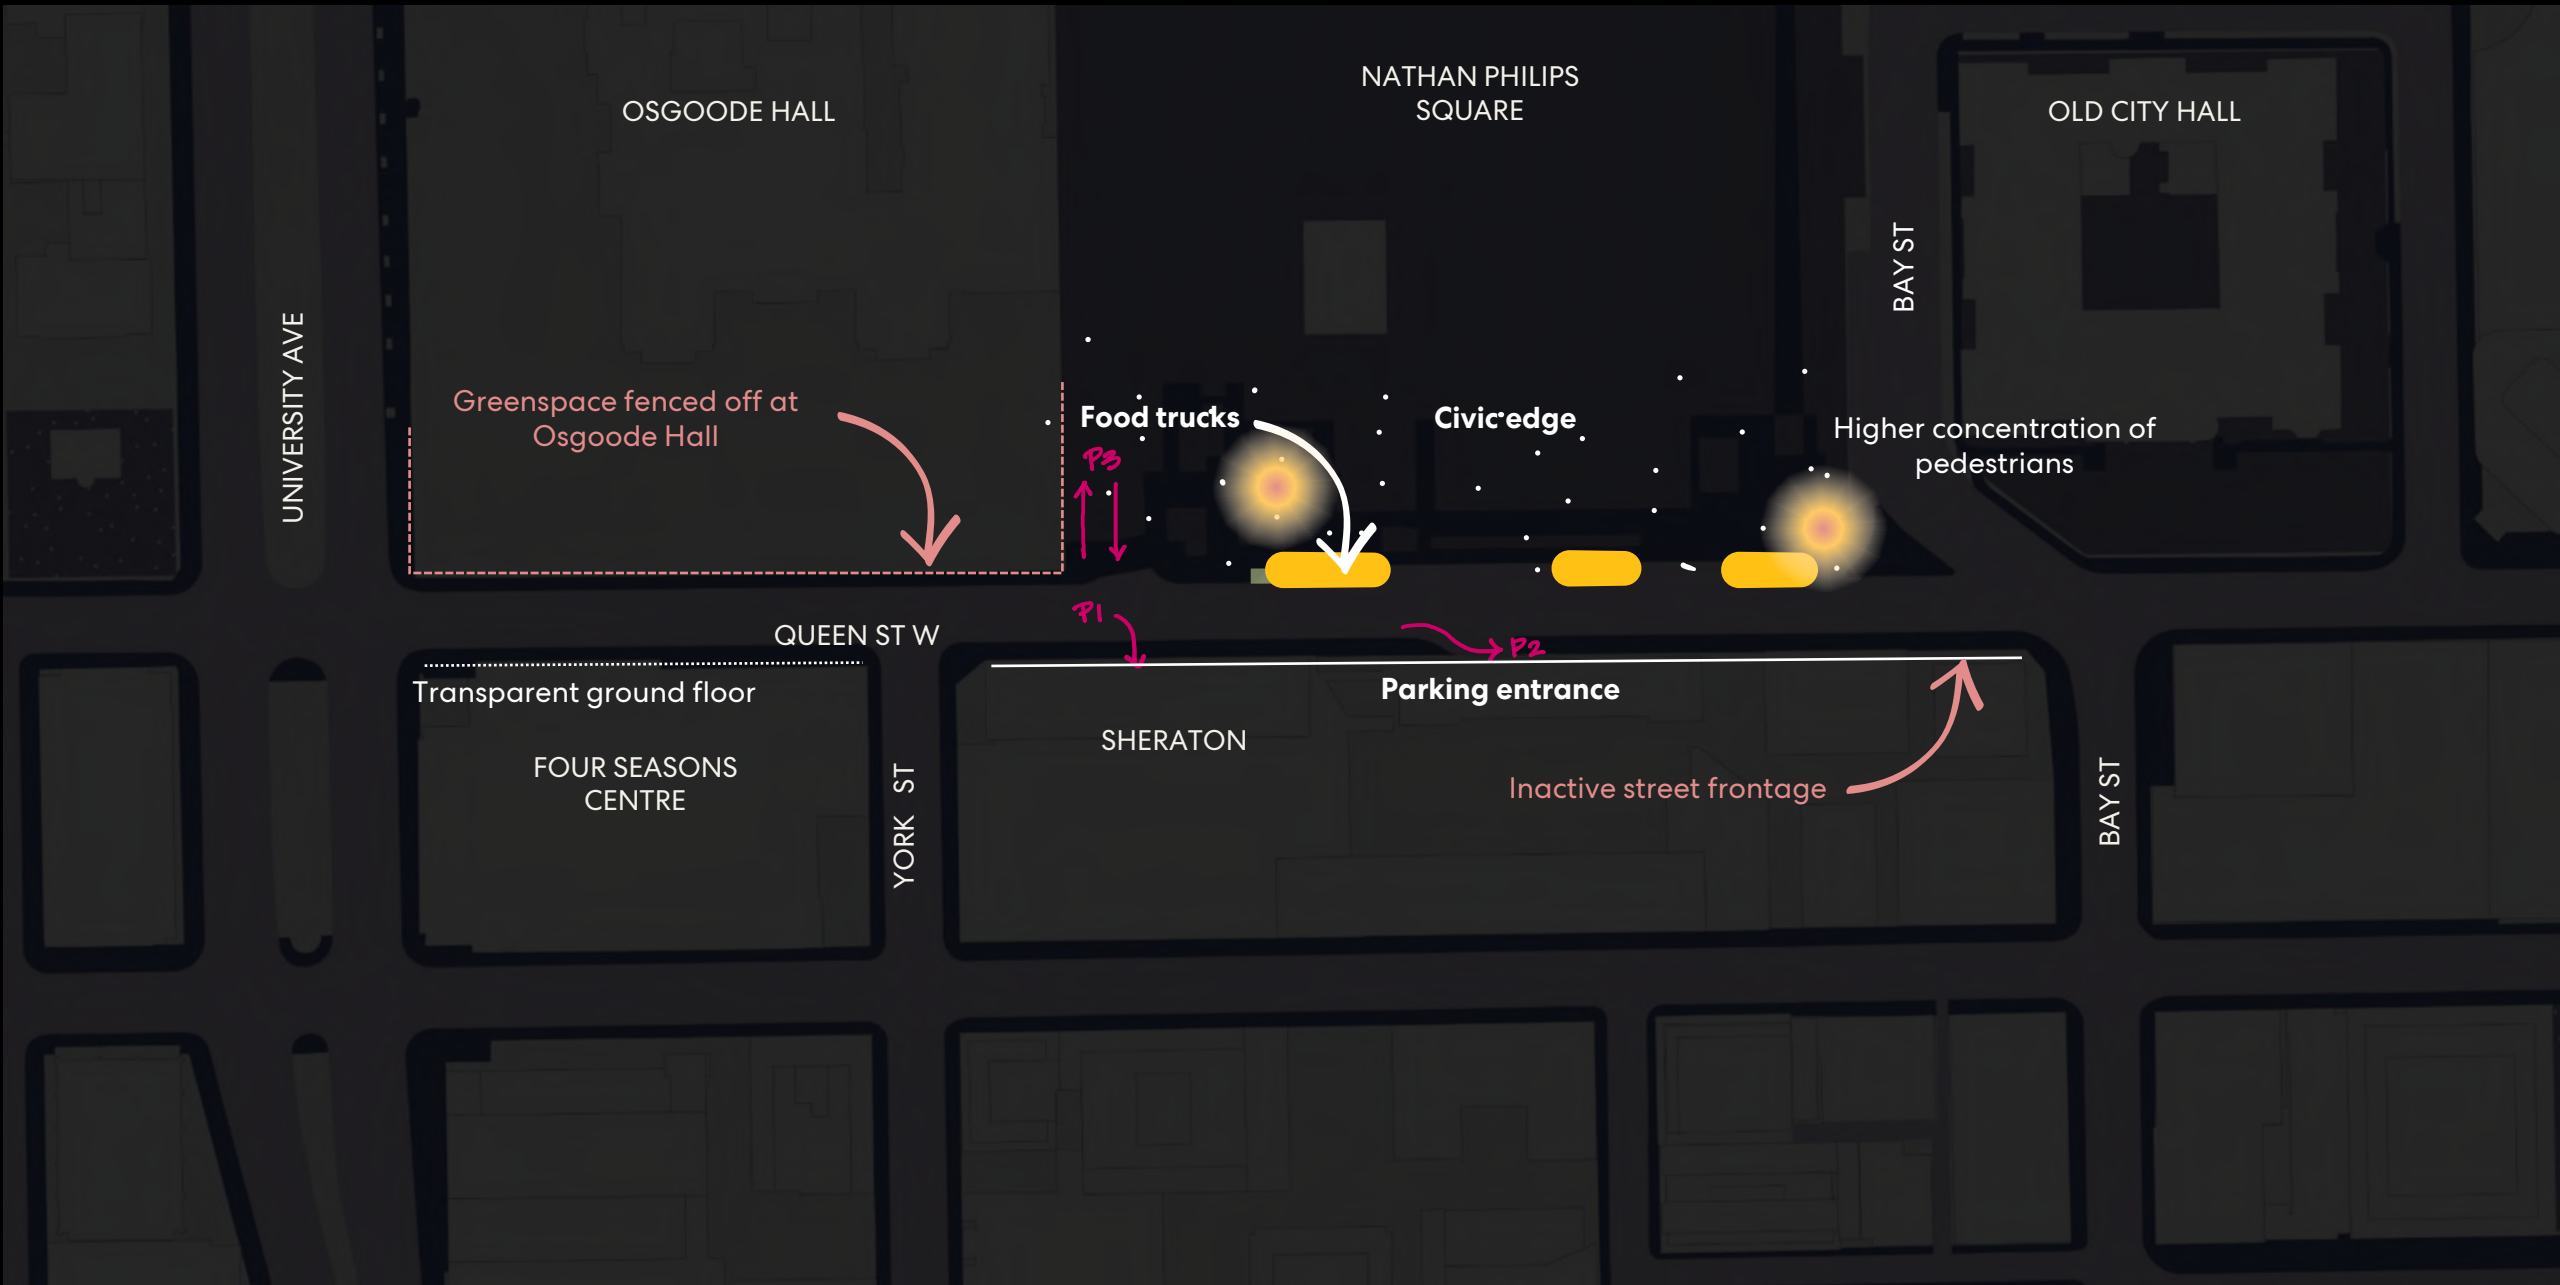 NATHAN PHILIPS
SQUARE
OSGOODE HALL
OLD CITY HALL
BAY ST
UNIVERSITY AVE
Greenspace fenced off at
Osgoode Hall
Food trucks
Civic edge
Higher concentration of
pedestrians
P3
P1
QUEEN ST W
P2
Transparent ground floor
Parking entrance
SHERATON
FOUR SEASONS
CENTRE
YORK ST
Inactive street frontage
BAY ST